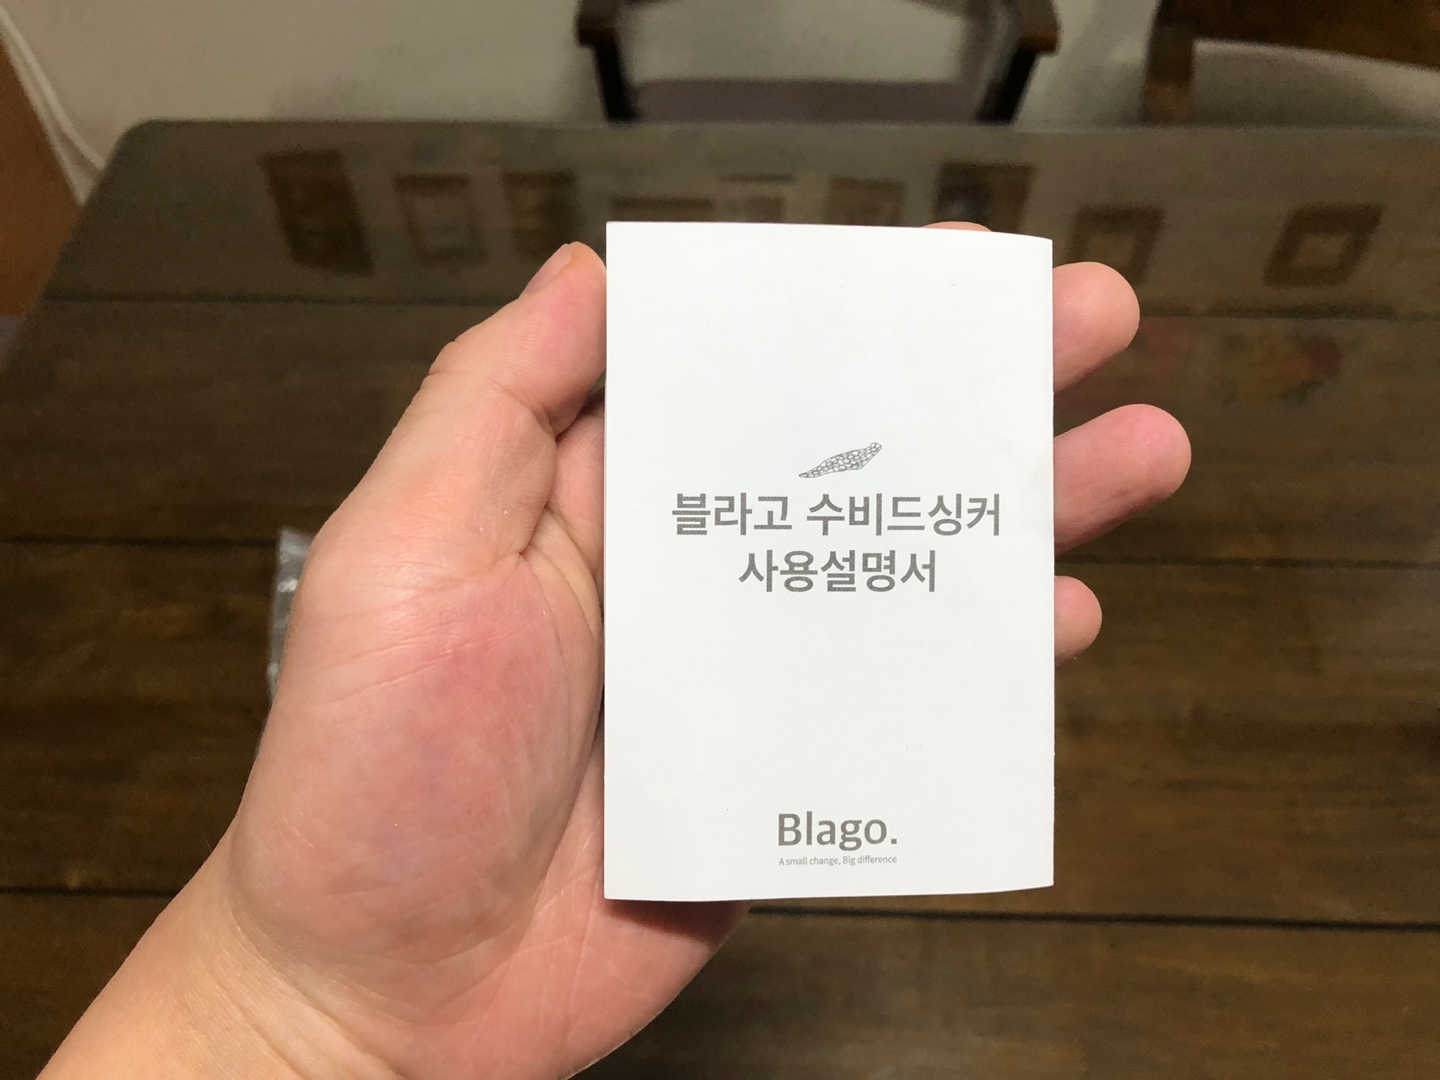 블라고 수비드싱커
사용설명서
Blago.
A small change, Big difference